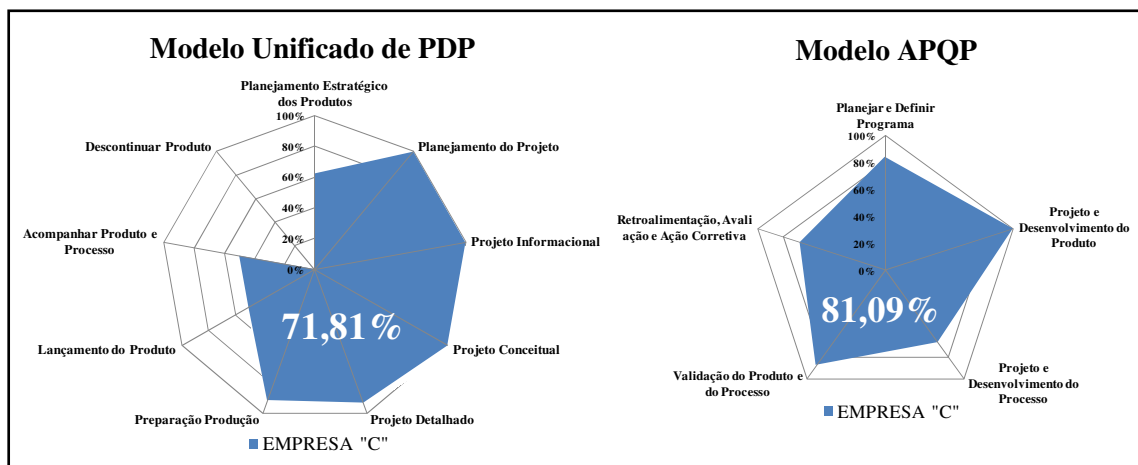 Modelo Unificado de PDP
Planejamento Estratégico
dos Produtos
100%
80%
60%
40%
20%
0%
Planejamento do Projeto
Projeto Informacional
Projeto Conceitual
Projeto Detalhado
Preparação Produção
Lançamento do Produto
Acompanhar Produto e
Processo
Descontinuar Produto
71,81%
EMPRESA "C"
Modelo APQP
Planejar e Definir
Programa
100%
80%
60%
40%
20%
0%
Projeto e
Desenvolvimento do
Produto
Projeto e
Desenvolvimento do
Processo
Validação do Produto e
do Processo
Retroalimentação, Avali
ação e Ação Corretiva
81,09%
EMPRESA "C"